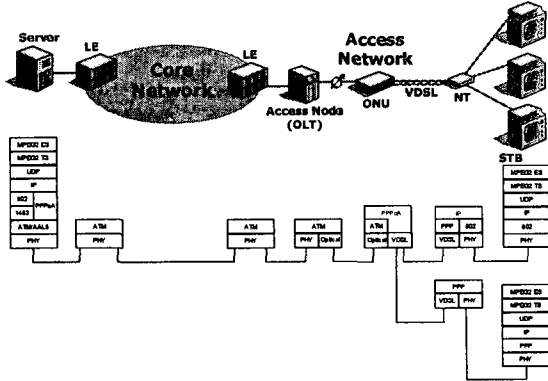 Server
LE
Core
Network
LE
Access Node
(OLT)
Access
Network
ONU
VDSL
NT
STB
MPEG2 ES
MPEG2 TS
UDP
IP
802
1483
PPPoA
ATM/AAL5
PHY
ATM
PHY
ATM
PHY
ATM
PHY
Optical
PPPoA
ATM
Optical
VDSL
IP
PPP
802
VDSL
PHY
MPEG2 ES
MPEG2 TS
UDP
IP
802
PHY
PPP
VDSL
PHY
MPEG2 ES
MPEG2 TS
UDP
IP
PPP
PHY